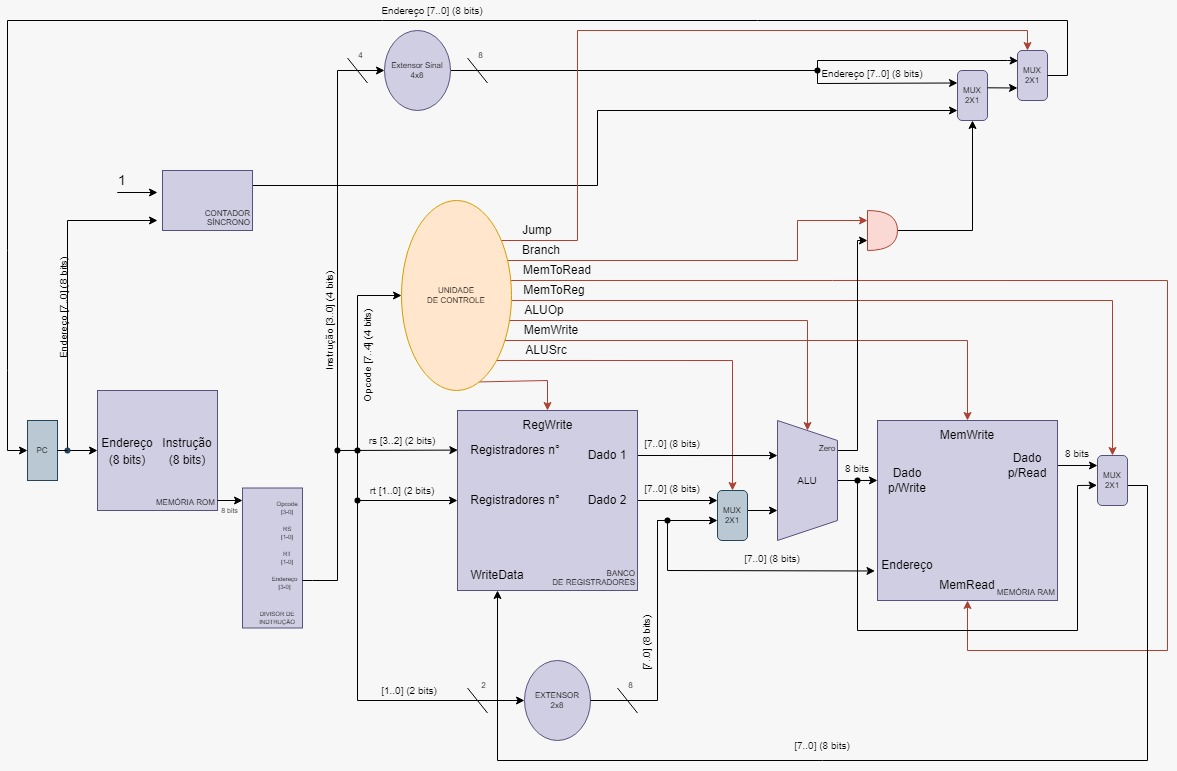 Endereço [7..0] (8 bits)
4
Extensor Sinal
4x8
8
Endereço [7..0] (8 bits)
MUX
2X1
MUX
2X1
1
CONTADOR
SÍNCRONO
Endereço [7..0] (8 bits)
Instrução [3..0] (4 bits)
Opcode [7..4] (4 bits)
UNIDADE
DE CONTROLE
Jump
Branch
MemToRead
MemToReg
ALUOp
MemWrite
ALUSrc
PC
Endereço
(8 bits)
Instrução
(8 bits)
MEMÓRIA ROM
8 bits
Opcode
[3-0]
RS
[1-0]
RT
[1-0]
Endereço
[3-0]
DIVISOR DE
INSTRUÇÃO
rs [3..2] (2 bits)
rt [1..0] (2 bits)
RegWrite
Registradores n°
Registradores n°
Dado 1
Dado 2
WriteData
BANCO
DE REGISTRADORES
[7..0] (8 bits)
[7..0] (8 bits)
MUX
2X1
Zero
ALU
8 bits
[7..0] (8 bits)
MemWrite
Dado
p/Write
Dado
p/Read
Endereço
MemRead
MEMÓRIA RAM
8 bits
MUX
2X1
[1..0] (2 bits)
2
EXTENSOR
2x8
8
[7..0] (8 bits)
[7..0] (8 bits)